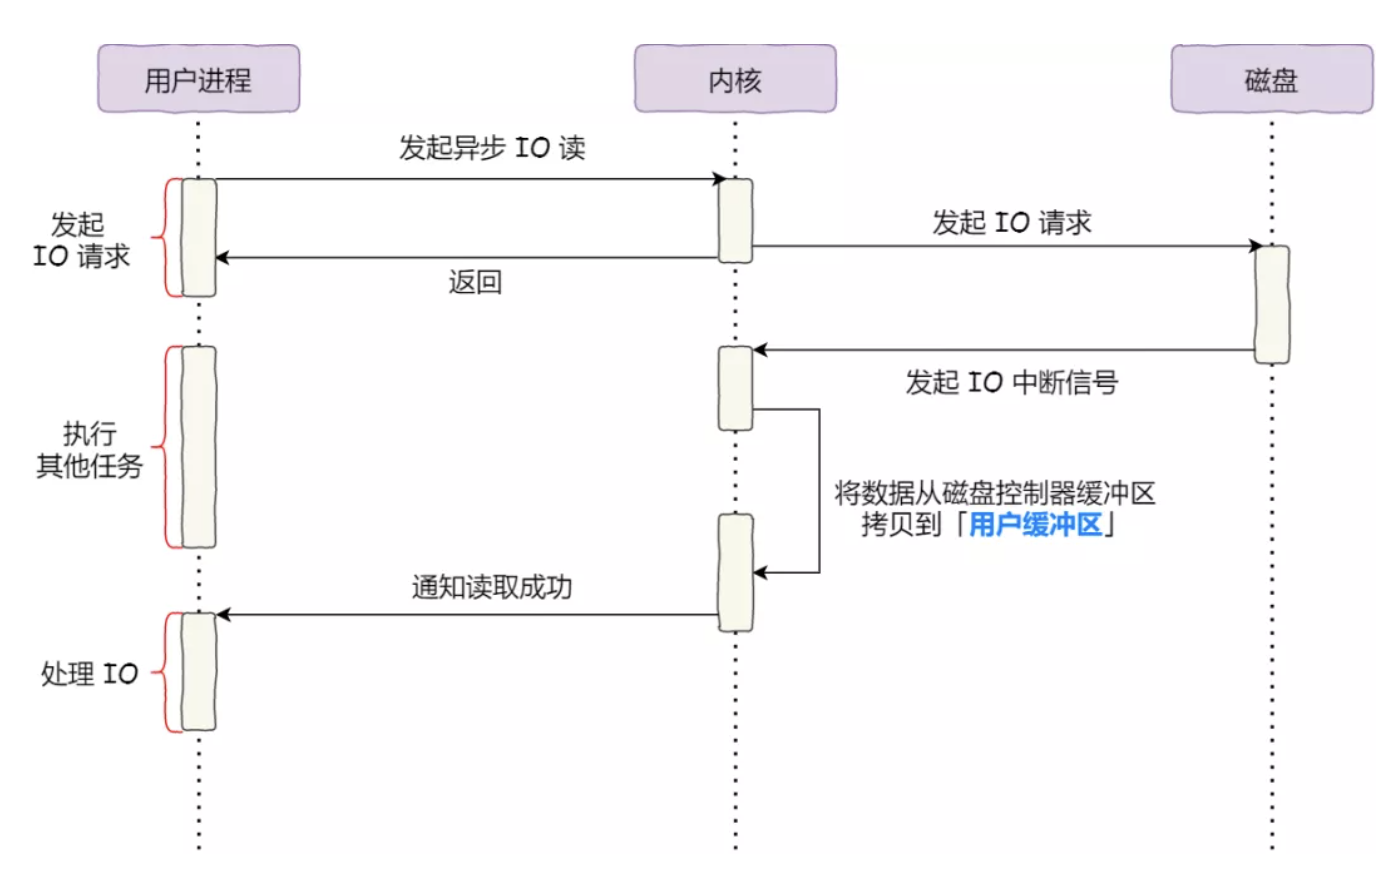 用户进程
内核
磁盘
发起异步 IO 读
发起 IO 请求
发起
IO 请求
返回
发起 IO 中断信号
执行
其他任务
将数据从磁盘控制器缓冲区
拷贝到「用户缓冲区」
通知读取成功
处理 IO